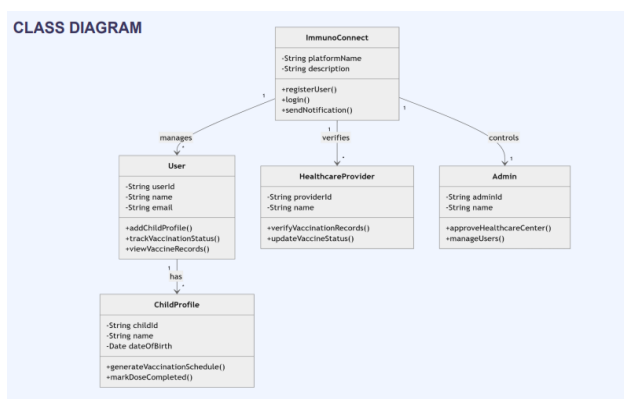 CLASS DIAGRAM
ImmunoConnect
-String platformName
-String description
+registerUser()
+login()
+sendNotification()
1
1
1
manages
verifies
controls
*
*
1
User
-String userId
-String name
-String email
+addChildProfile()
+trackVaccinationStatus()
+viewVaccineRecords()
HealthcareProvider
-String providerId
-String name
+verifyVaccinationRecords()
+updateVaccineStatus()
Admin
-String adminId
-String name
+approveHealthcareCenter()
+manageUsers()
1
has
*
ChildProfile
-String childId
-String name
-Date dateOfBirth
+generateVaccinationSchedule()
+markDoseCompleted()